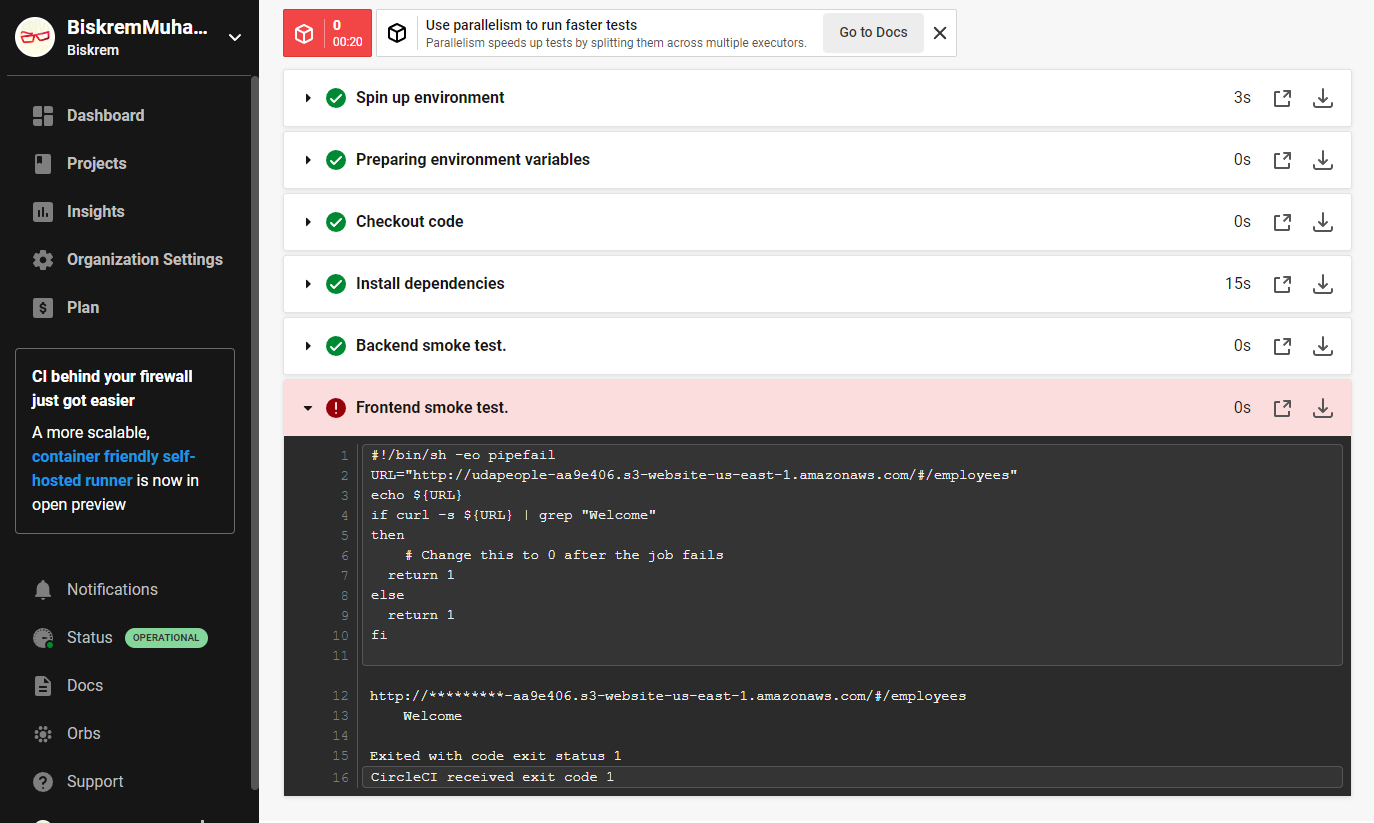 BiskremMuha...
Biskrem
Dashboard
Projects
Insights
Organization Settings
$ Plan
CI behind your firewall
just got easier
A more scalable,
container friendly self-
hosted runner is now in
open preview
Notifications
Status OPERATIONAL
Docs
Orbs
? Support
0
00:20
Use parallelism to run faster tests
Parallelism speeds up tests by splitting them across multiple executors.
Go to Docs
Spin up environment 3s
Preparing environment variables 0s
Checkout code 0s
Install dependencies 15s
Backend smoke test. 0s
! Frontend smoke test. 0s
1 #!/bin/sh -eo pipefail
2 URL="http://udapeople-aa9e406.s3-website-us-east-1.amazonaws.com/#/employees"
3 echo ${URL}
4 if curl -s ${URL} | grep "Welcome"
5 then
6 # Change this to 0 after the job fails
7 return 1
8 else
9 return 1
10 fi
11
12 http://*********-aa9e406.s3-website-us-east-1.amazonaws.com/#/employees
13 Welcome
14
15 Exited with code exit status 1
16 CircleCI received exit code 1